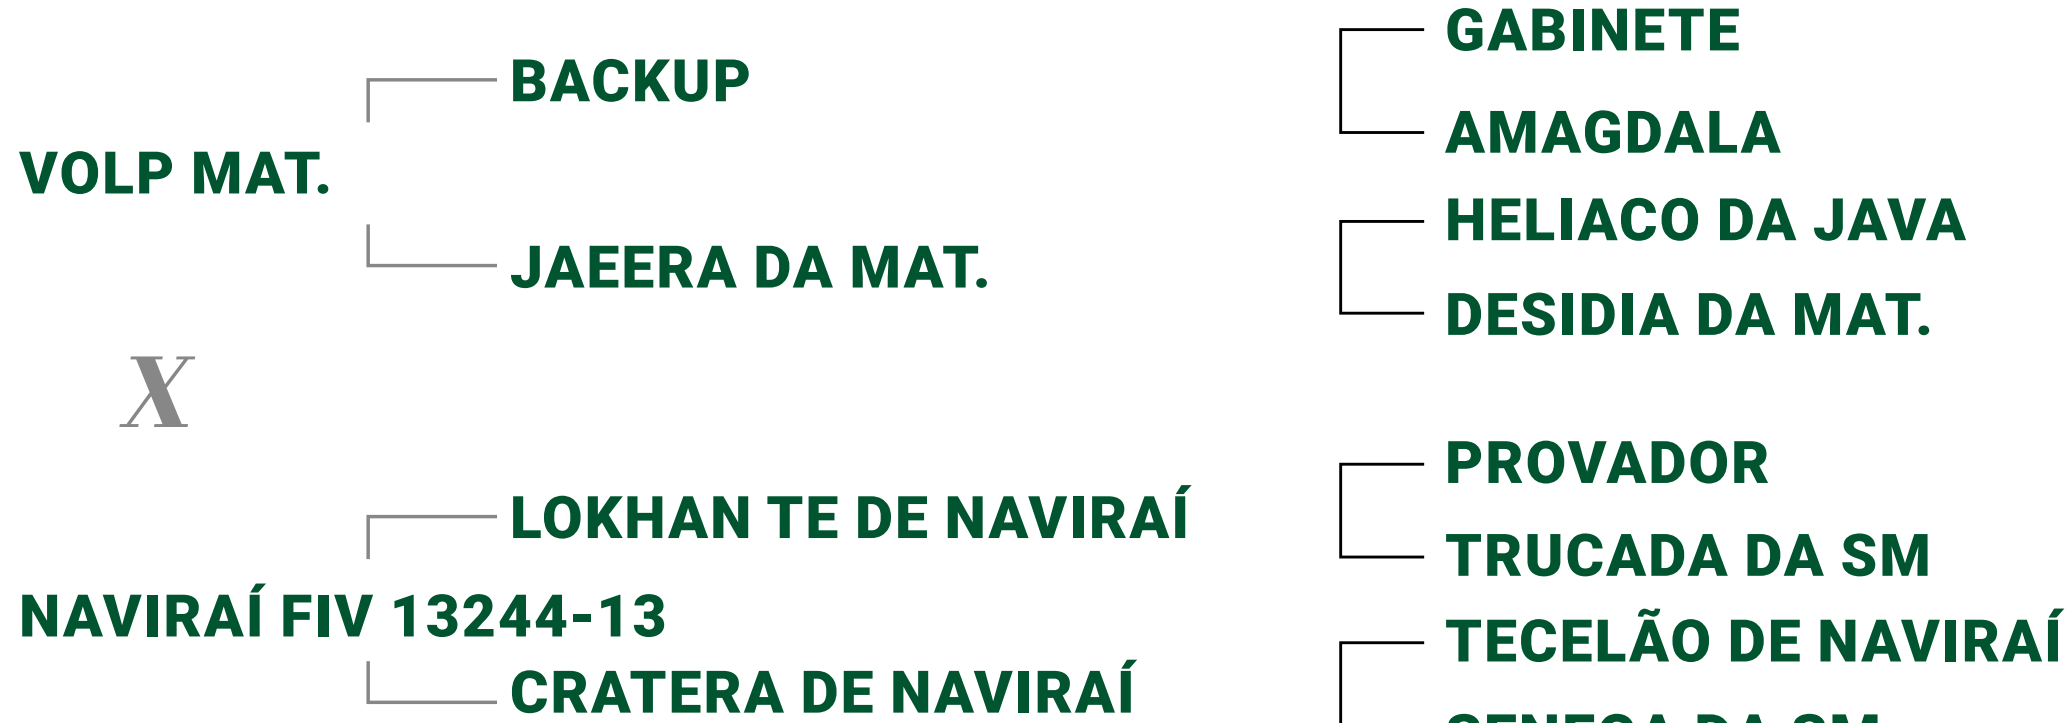 GABINETE
BACKUP
AMAGDALA
VOLP MAT.
HELIACO DA JAVA
JAEERA DA MAT.
DESIDIA DA MAT.
X
PROVADOR
LOKHAN TE DE NAVIRAÍ
TRUCADA DA SM
NAVIRAÍ FIV 13244-13
TECELÃO DE NAVIRAÍ
CRATERA DE NAVIRAÍ